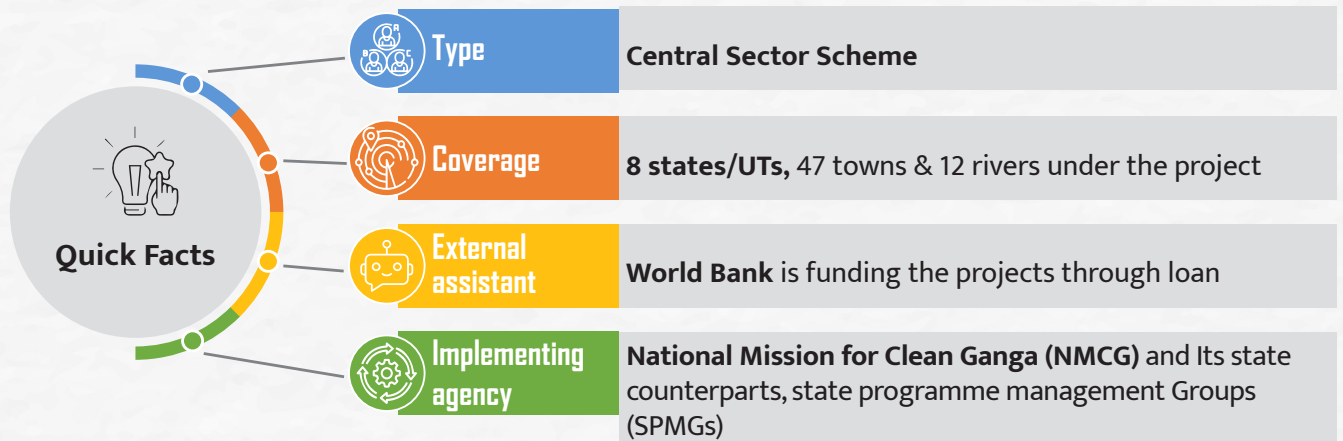 Quick Facts
Type
Central Sector Scheme
Coverage
8 states/UTs, 47 towns & 12 rivers under the project
External
assistant
World Bank is funding the projects through loan
Implementing
agency
National Mission for Clean Ganga (NMCG) and Its state
counterparts, state programme management Groups
(SPMGs)
A
B
C